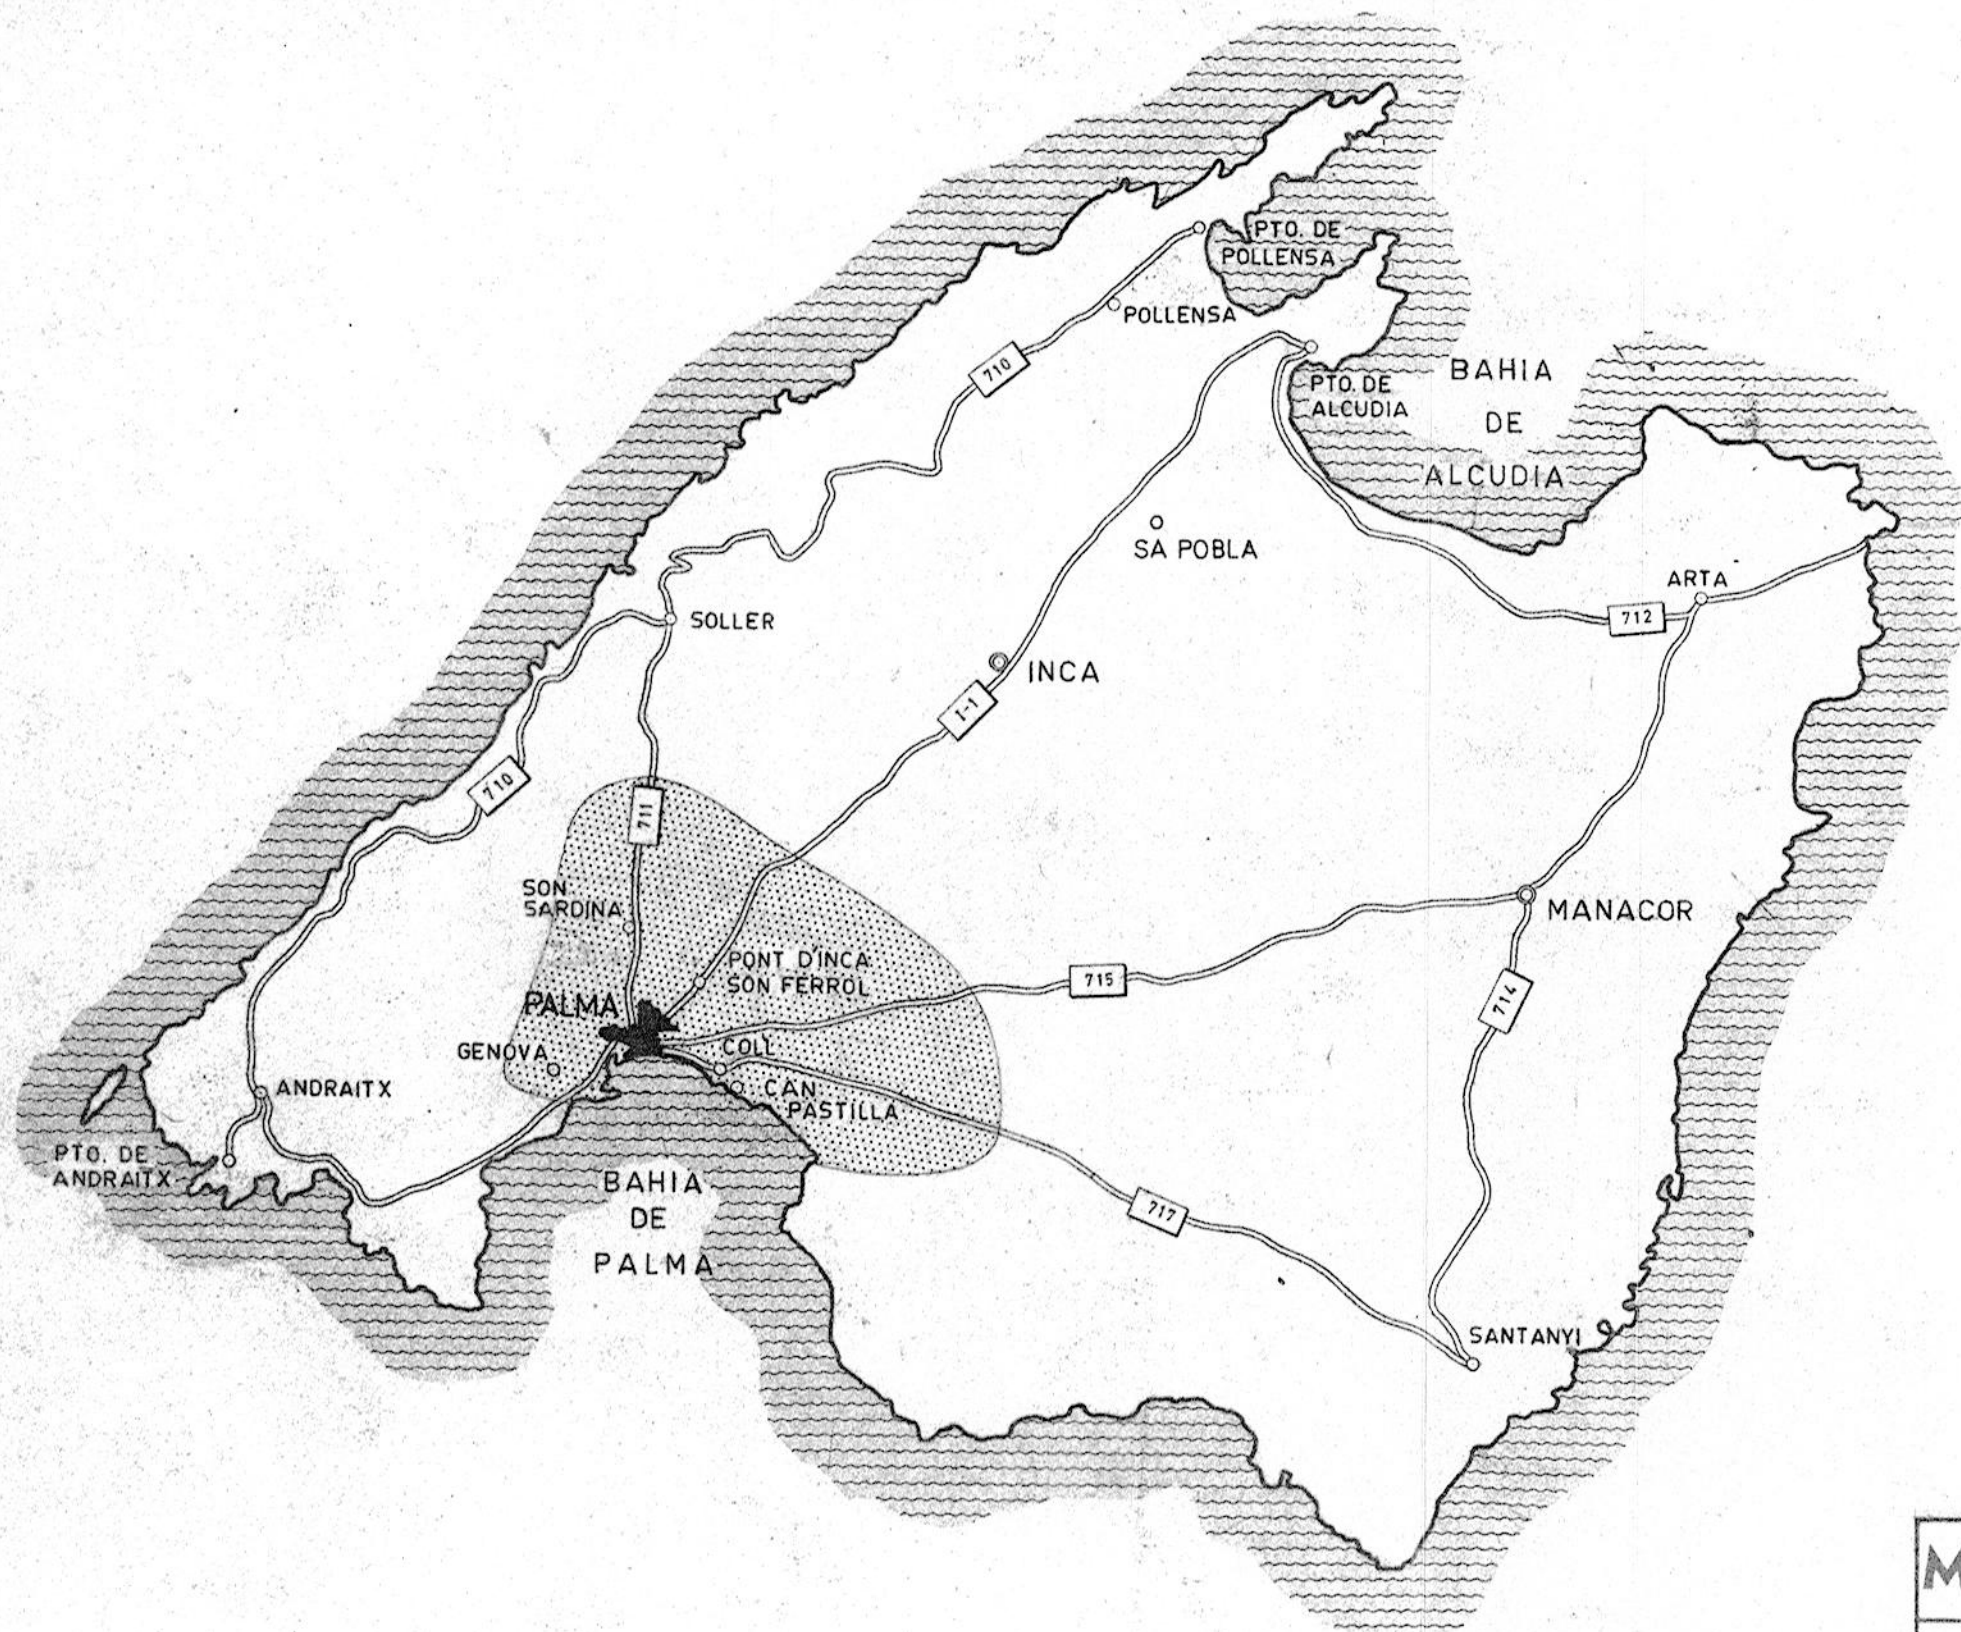 PTO. DE
POLLENSA
POLLENSA
710
BAHIA
DE
ALCUDIA
PTO. DE
ALCUDIA
SA POBLA
ARTA
712
SOLLER
INCA
I-1
710
711
SON
SARDINA
MANACOR
PONT D'INCA
SON FERROL
715
714
PALMA
GENOVA
COLL
CAN
PASTILLA
ANDRAITX
PTO. DE
ANDRAITX
BAHIA
DE
PALMA
717
SANTANYI
M